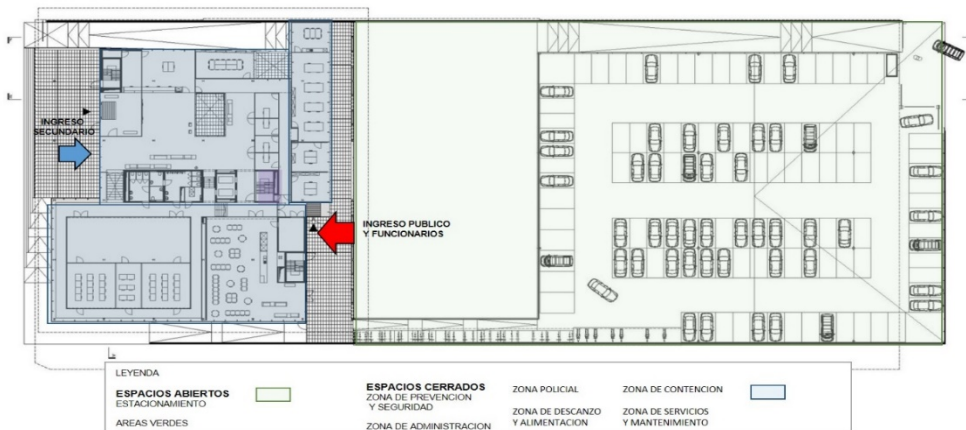 INGRESO
SECUNDARIO
INGRESO PUBLICO
Y FUNCIONARIOS
LEYENDA
ESPACIOS ABIERTOS
ESTACIONAMIENTO
AREAS VERDES
ESPACIOS CERRADOS
ZONA DE PREVENCION
Y SEGURIDAD
ZONA DE ADMINISTRACION
ZONA POLICIAL
ZONA DE DESCANZO
Y ALIMENTACION
ZONA DE CONTENCION
ZONA DE SERVICIOS
Y MANTENIMIENTO